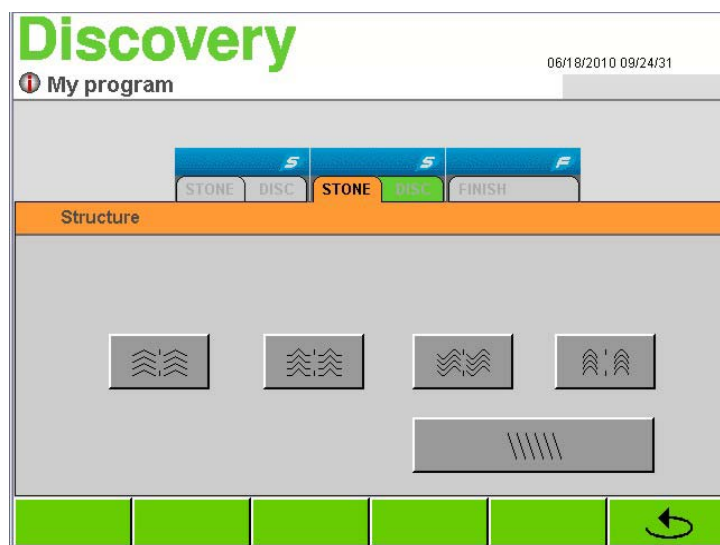 Discovery
06/18/2010 09/24/31
My program
S S F
STONE DISC STONE DISC FINISH
Structure